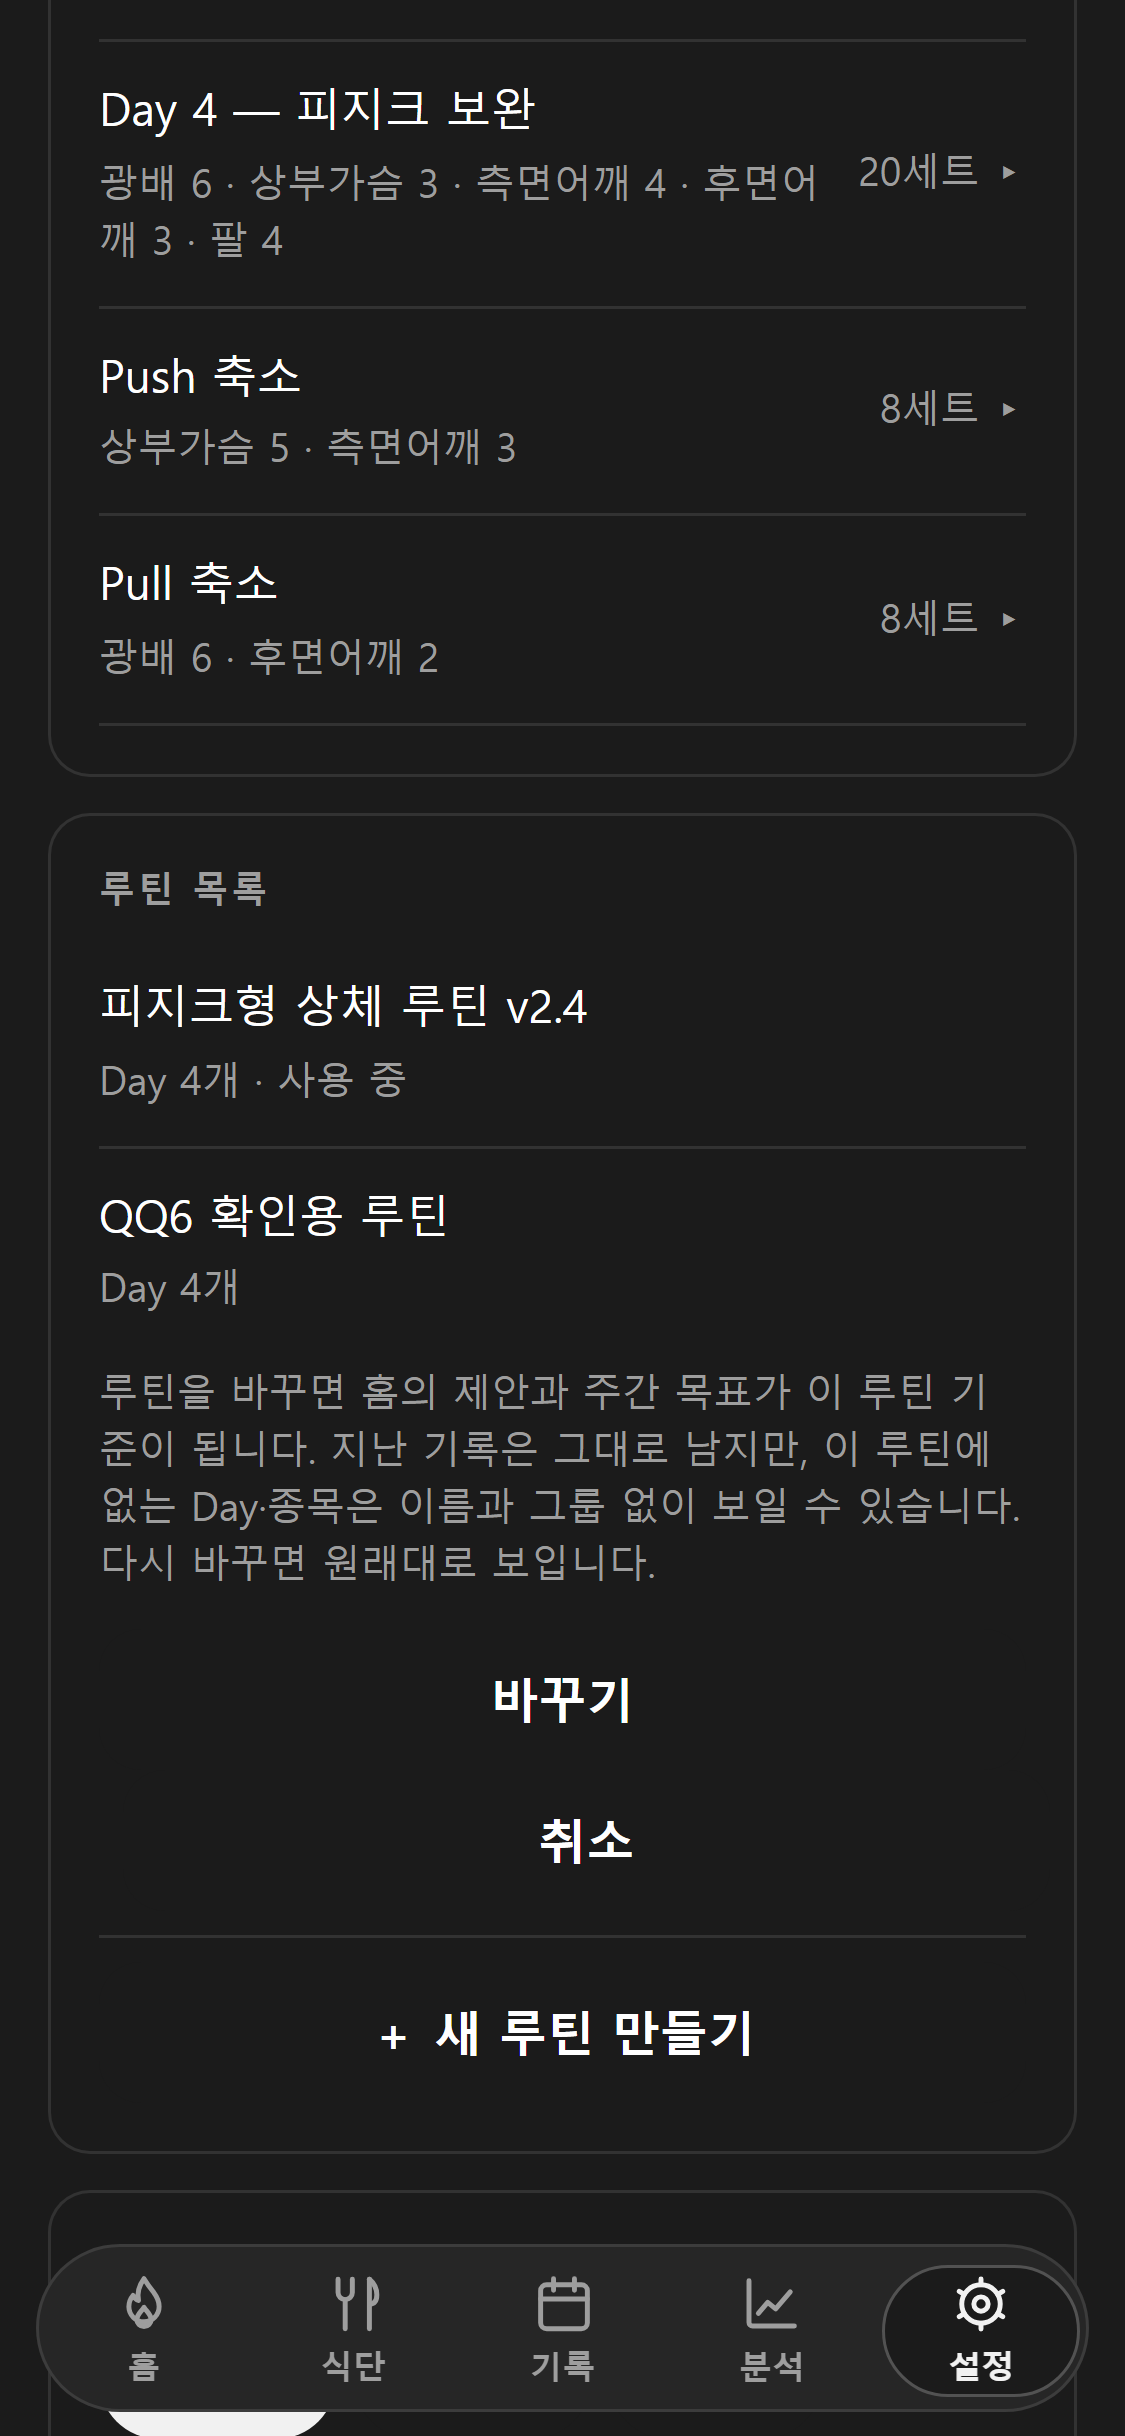 Day 4 — 피지크 보완
광배 6 · 상부가슴 3 · 측면어깨 4 · 후면어
깨 3 · 팔 4
20세트 ▸
Push 축소
상부가슴 5 · 측면어깨 3
8세트 ▸
Pull 축소
광배 6 · 후면어깨 2
8세트 ▸
루틴 목록
피지크형 상체 루틴 v2.4
Day 4개 · 사용 중
QQ6 확인용 루틴
Day 4개
루틴을 바꾸면 홈의 제안과 주간 목표가 이 루틴 기
준이 됩니다. 지난 기록은 그대로 남지만, 이 루틴에
없는 Day·종목은 이름과 그룹 없이 보일 수 있습니다.
다시 바꾸면 원래대로 보입니다.
바꾸기
취소
+ 새 루틴 만들기
홈
식단
기록
분석
설정